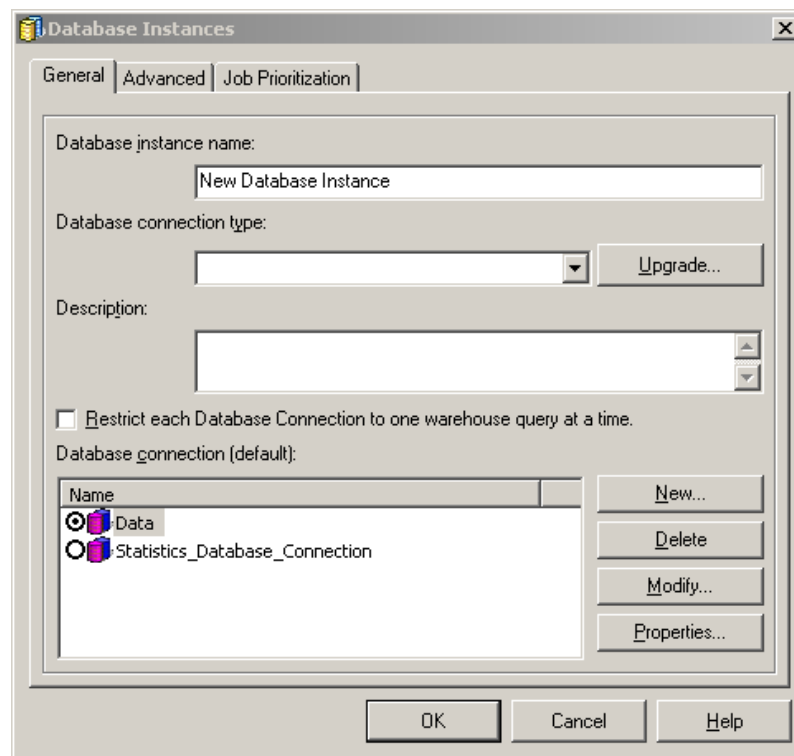 Database Instances
General Advanced Job Prioritization
Database instance name:
New Database Instance
Database connection type:
Upgrade...
Description:
Restrict each Database Connection to one warehouse query at a time.
Database connection (default):
Name
Data
Statistics_Database_Connection
New...
Delete
Modify...
Properties...
OK Cancel Help